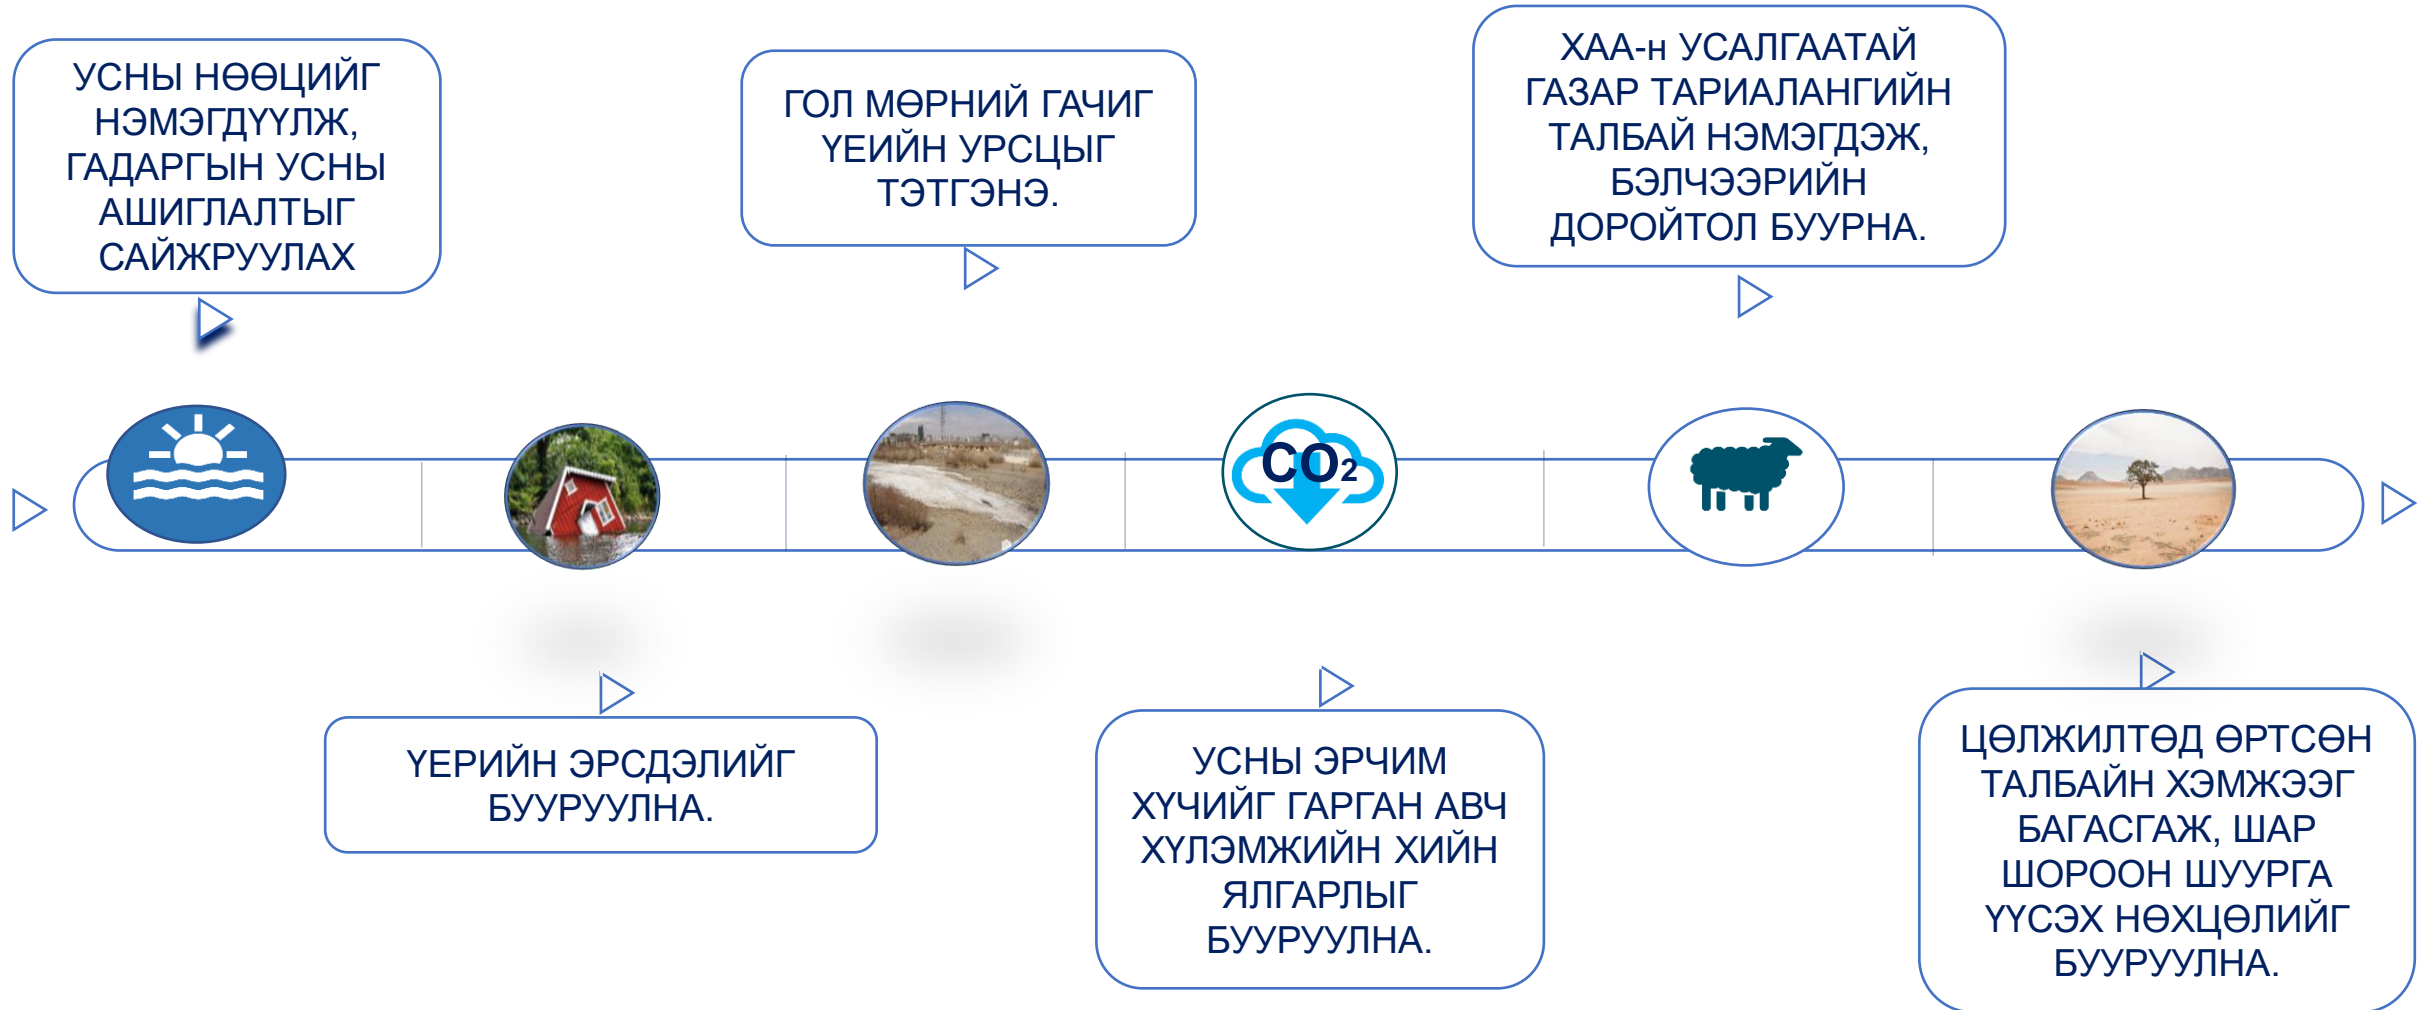 УСНЫ НӨӨЦИЙГ
НЭМЭГДҮҮЛЖ,
ГАДАРГЫН УСНЫ
АШИГЛАЛТЫГ
САЙЖРУУЛАХ
ГОЛ МӨРНИЙ ГАЧИГ
ҮЕИЙН УРСЦЫГ
ТЭТГЭНЭ.
ХАА-н УСАЛГААТАЙ
ГАЗАР ТАРИАЛАНГИЙН
ТАЛБАЙ НЭМЭГДЭЖ,
БЭЛЧЭЭРИЙН
ДОРОЙТОЛ БУУРНА.
CO₂
ҮЕРИЙН ЭРСДЭЛИЙГ
БУУРУУЛНА.
УСНЫ ЭРЧИМ
ХҮЧИЙГ ГАРГАН АВЧ
ХҮЛЭМЖИЙН ХИЙН
ЯЛГАРЛЫГ
БУУРУУЛНА.
ЦӨЛЖИЛТӨД ӨРТСӨН
ТАЛБАЙН ХЭМЖЭЭГ
БАГАСГАЖ, ШАР
ШОРООН ШУУРГА
ҮҮСЭХ НӨХЦӨЛИЙГ
БУУРУУЛНА.